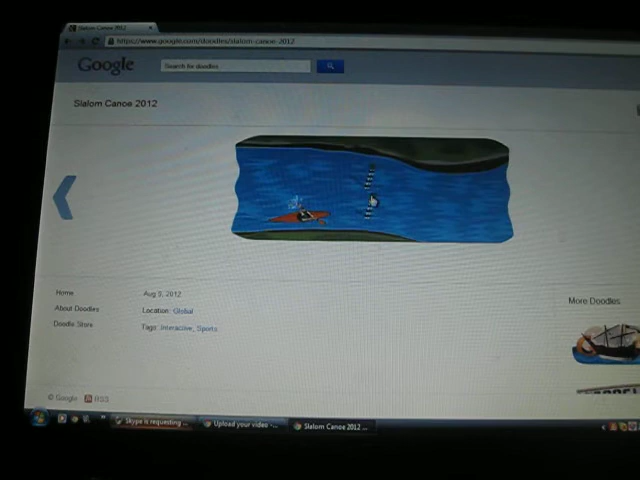 Slalom Canoe 2012
https://www.google.com/doodles/slalom-canoe-2012
Google
Search for doodles
Slalom Canoe 2012
Home
About Doodles
Doodle Store
Aug 9, 2012
Location: Global
Tags: Interactive, Sports
More Doodles
© Google RSS
Skype is requesting ...
Upload your video -...
Slalom Canoe 2012 ...